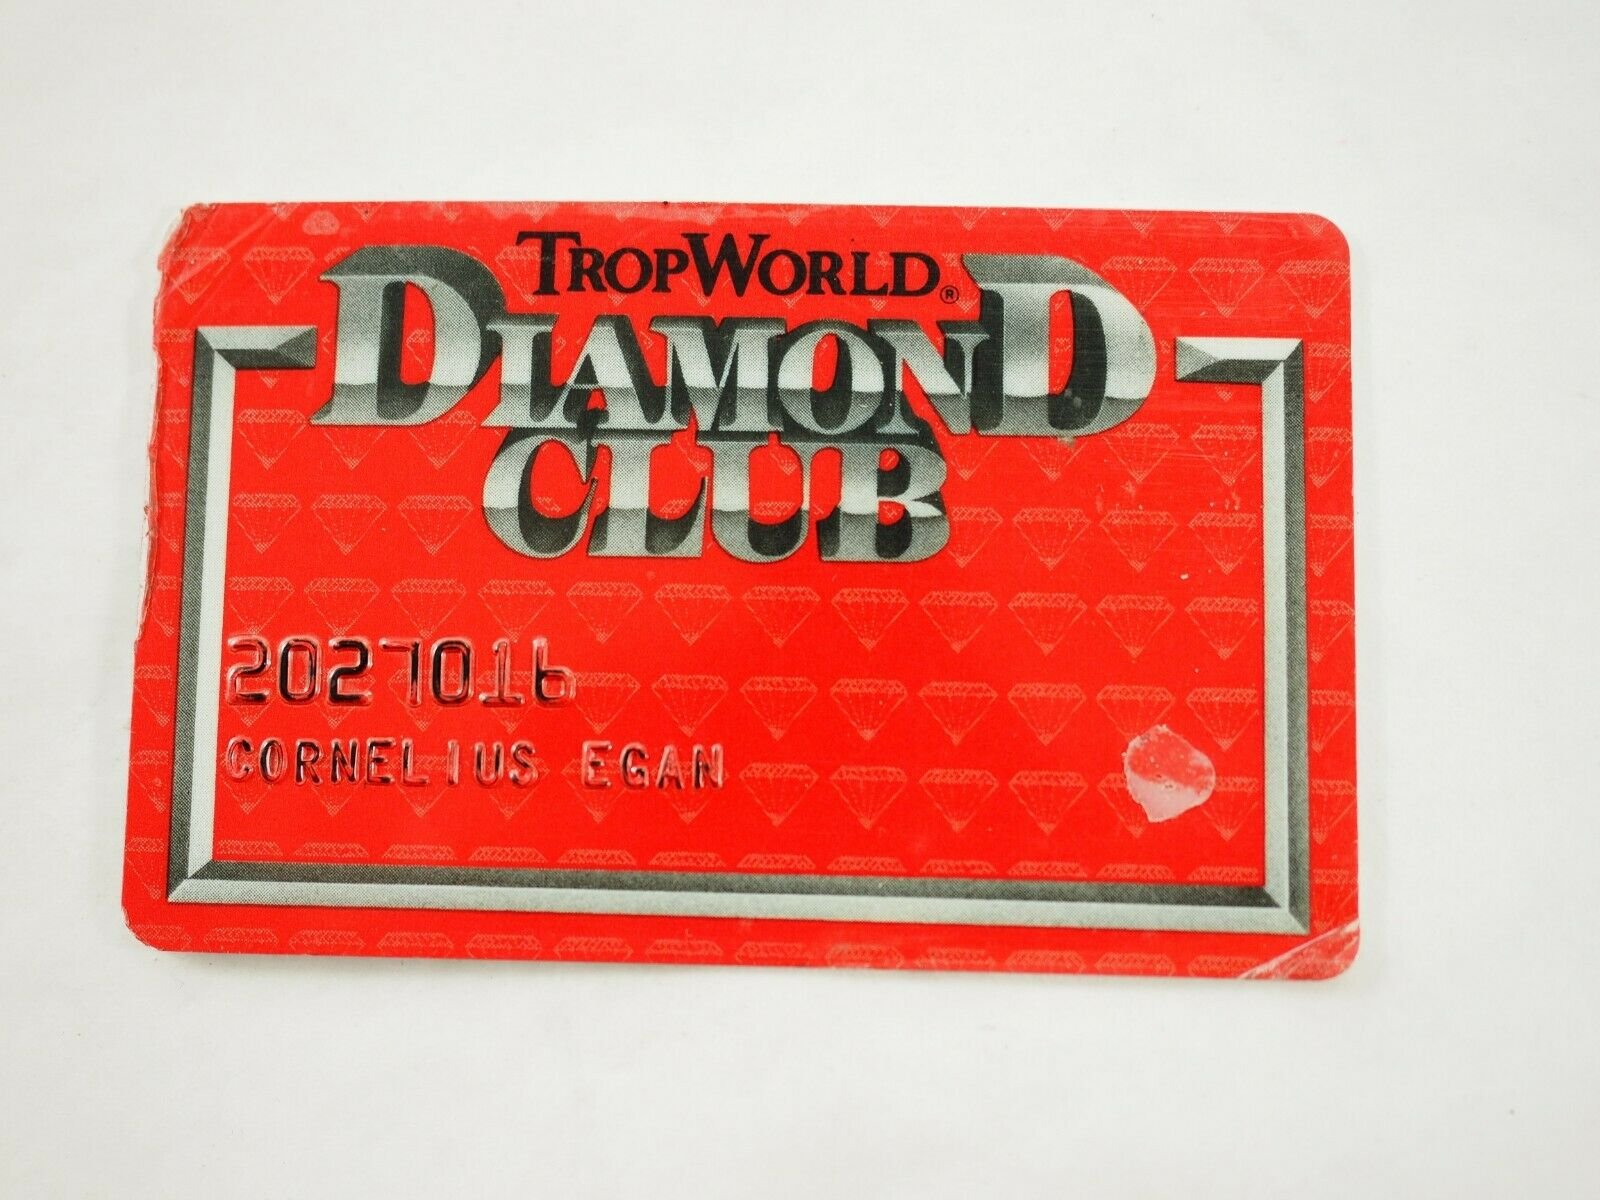 TROPWORLD®
DIAMOND
CLUB
2027016
CORNELIUS EGAN